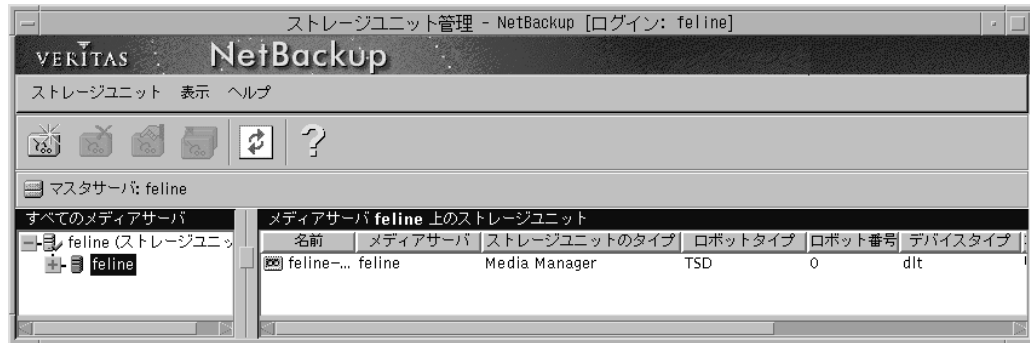 ストレージユニット管理 - NetBackup [ログイン: feline]
VERITAS NetBackup
ストレージユニット 表示 ヘルプ
?
マスタサーバ: feline
すべてのメディアサーバ
feline (ストレージユニッ
feline
メディアサーバ feline 上のストレージユニット
名前 メディアサーバ ストレージユニットのタイプ ロボットタイプ ロボット番号 デバイスタイプ
feline-... feline Media Manager TSD 0 dlt